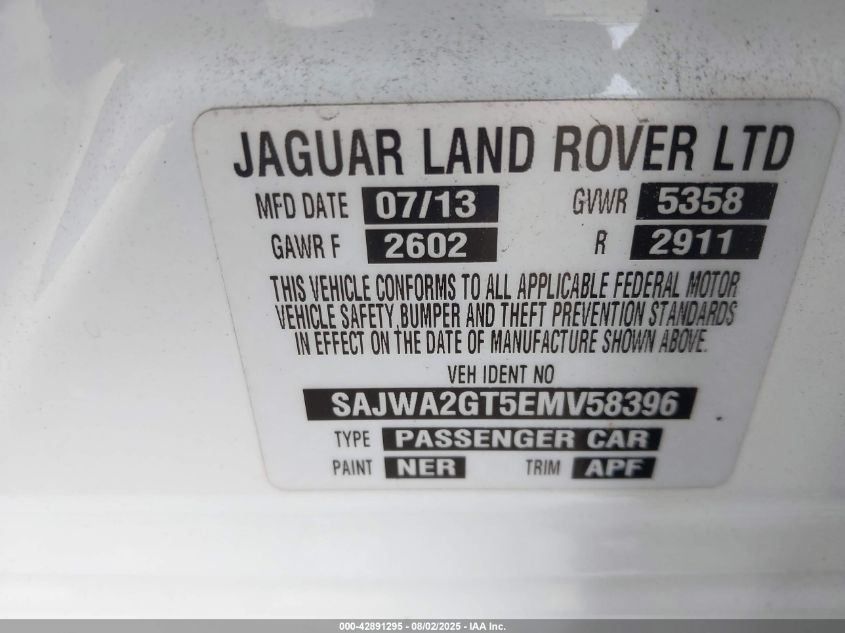 JAGUAR LAND ROVER LTD
MFD DATE 07/13 GVWR 5358
GAWR F 2602 R 2911
THIS VEHICLE CONFORMS TO ALL APPLICABLE FEDERAL MOTOR
VEHICLE SAFETY, BUMPER AND THEFT PREVENTION STANDARDS
IN EFFECT ON THE DATE OF MANUFACTURE SHOWN ABOVE.
VEH IDENT NO
SAJWA2GT5EMV58396
TYPE PASSENGER CAR
PAINT NER TRIM APF
000-42891295 - 08/02/2025 - IAA Inc.